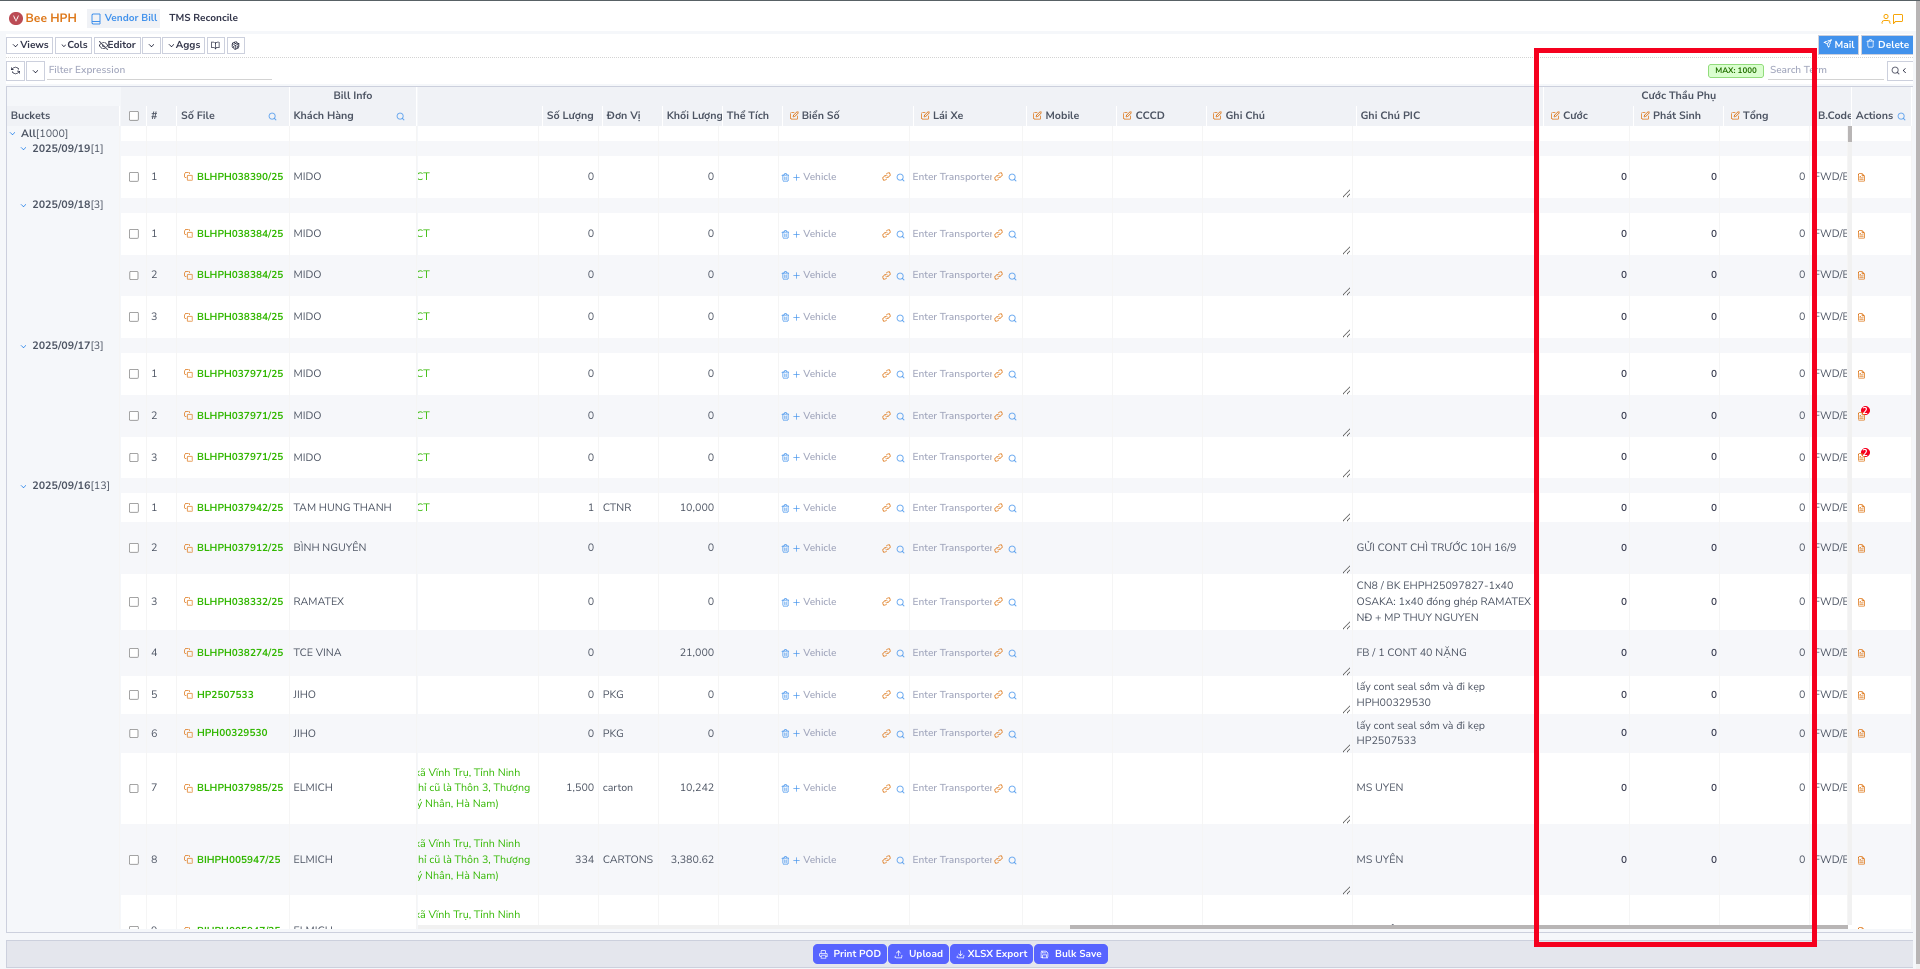 Bee HPH Vendor Bill TMS Reconcile
Views Cols Editor Aggs Mail Delete
Filter Expression MAX: 1000 Search Term
Bill Info Cước Thầu Phụ
Buckets # Số File Khách Hàng Số Lượng Đơn Vị Khối Lượng Thể Tích Biển Số Lái Xe Mobile CCCD Ghi Chú Ghi Chú PIC Cước Phát Sinh Tổng B.Code Actions
All[1000]
2025/09/19[1]
1 BLHPH038390/25 MIDO CT 0 0 + Vehicle Enter Transporter 0 0 0 FWD/E
2025/09/18[3]
1 BLHPH038384/25 MIDO CT 0 0 + Vehicle Enter Transporter 0 0 0 FWD/E
2 BLHPH038384/25 MIDO CT 0 0 + Vehicle Enter Transporter 0 0 0 FWD/E
3 BLHPH038384/25 MIDO CT 0 0 + Vehicle Enter Transporter 0 0 0 FWD/E
2025/09/17[3]
1 BLHPH037971/25 MIDO CT 0 0 + Vehicle Enter Transporter 0 0 0 FWD/E
2 BLHPH037971/25 MIDO CT 0 0 + Vehicle Enter Transporter 0 0 0 FWD/E 2
3 BLHPH037971/25 MIDO CT 0 0 + Vehicle Enter Transporter 0 0 0 FWD/E 2
2025/09/16[13]
1 BLHPH037942/25 TAM HUNG THANH CT 1 CTNR 10,000 + Vehicle Enter Transporter 0 0 0 FWD/E
2 BLHPH037912/25 BÌNH NGUYÊN 0 0 + Vehicle Enter Transporter GỬI CONT CHÌ TRƯỚC 10H 16/9 0 0 0 FWD/E
3 BLHPH038332/25 RAMATEX 0 0 + Vehicle Enter Transporter CN8 / BK EHPH25097827-1x40
OSAKA: 1x40 đóng ghép RAMATEX
NĐ + MP THUY NGUYEN 0 0 0 FWD/E
4 BLHPH038274/25 TCE VINA 0 21,000 + Vehicle Enter Transporter FB / 1 CONT 40 NẶNG 0 0 0 FWD/E
5 HP2507533 JIHO 0 PKG 0 + Vehicle Enter Transporter lấy cont seal sớm và đi kẹp
HPH00329530 0 0 0 FWD/E
6 HPH00329530 JIHO 0 PKG 0 + Vehicle Enter Transporter lấy cont seal sớm và đi kẹp
HP2507533 0 0 0 FWD/E
7 BLHPH037985/25 ELMICH xã Vĩnh Trụ, Tỉnh Ninh
hỉ cũ là Thôn 3, Thượng
ý Nhân, Hà Nam) 1,500 carton 10,242 + Vehicle Enter Transporter MS UYEN 0 0 0 FWD/E
8 BIHPH005947/25 ELMICH xã Vĩnh Trụ, Tỉnh Ninh
hỉ cũ là Thôn 3, Thượng
ý Nhân, Hà Nam) 334 CARTONS 3,380.62 + Vehicle Enter Transporter MS UYÊN 0 0 0 FWD/E
xã Vĩnh Trụ, Tỉnh Ninh
Print POD Upload XLSX Export Bulk Save